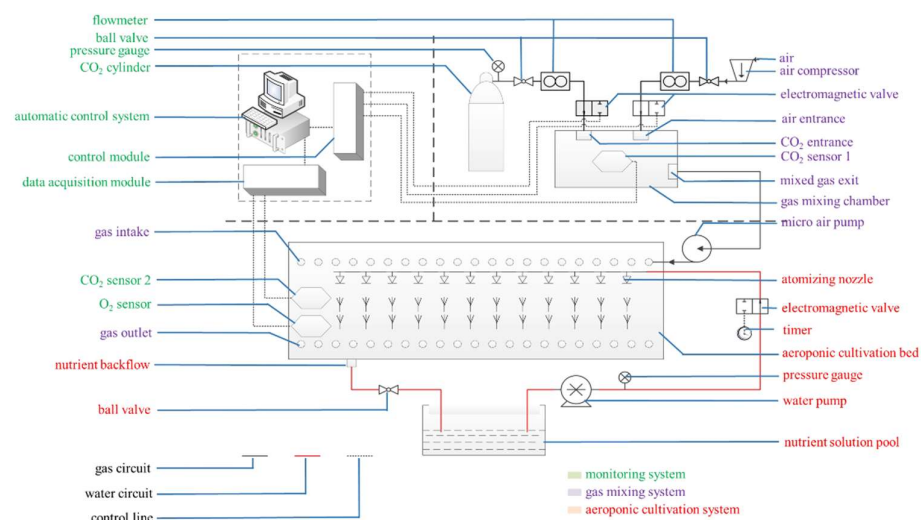 flowmeter
ball valve
pressure gauge
CO₂ cylinder
automatic control system
control module
data acquisition module
gas intake
CO₂ sensor 2
O₂ sensor
gas outlet
nutrient backflow
ball valve
gas circuit
water circuit
control line
air
air compressor
electromagnetic valve
air entrance
CO₂ entrance
CO₂ sensor 1
mixed gas exit
gas mixing chamber
micro air pump
atomizing nozzle
electromagnetic valve
timer
aeroponic cultivation bed
pressure gauge
water pump
nutrient solution pool
monitoring system
gas mixing system
aeroponic cultivation system